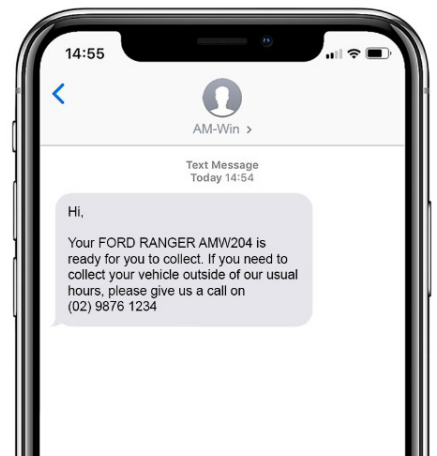 14:55
AM-Win >
Text Message
Today 14:54
Hi,
Your FORD RANGER AMW204 is
ready for you to collect. If you need to
collect your vehicle outside of our usual
hours, please give us a call on
(02) 9876 1234